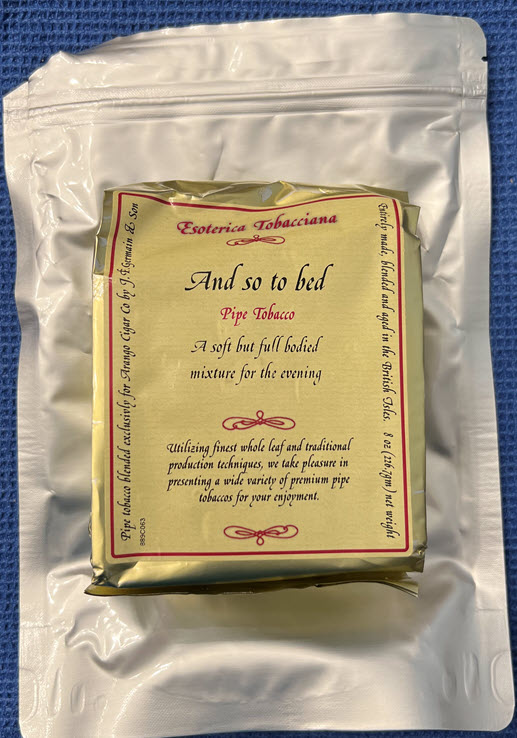 Esoterica Tobacciana
And so to bed
Pipe Tobacco
A soft but full bodied
mixture for the evening
Utilizing finest whole leaf and traditional
production techniques, we take pleasure in
presenting a wide variety of premium pipe
tobaccos for your enjoyment.
Pipe tobacco blended exclusivly for Arango Cigar Co by J.F.Germain & Son
889C063
Entirely made, blended and aged in the British Isles. 8 oz (226.7gm) net weight